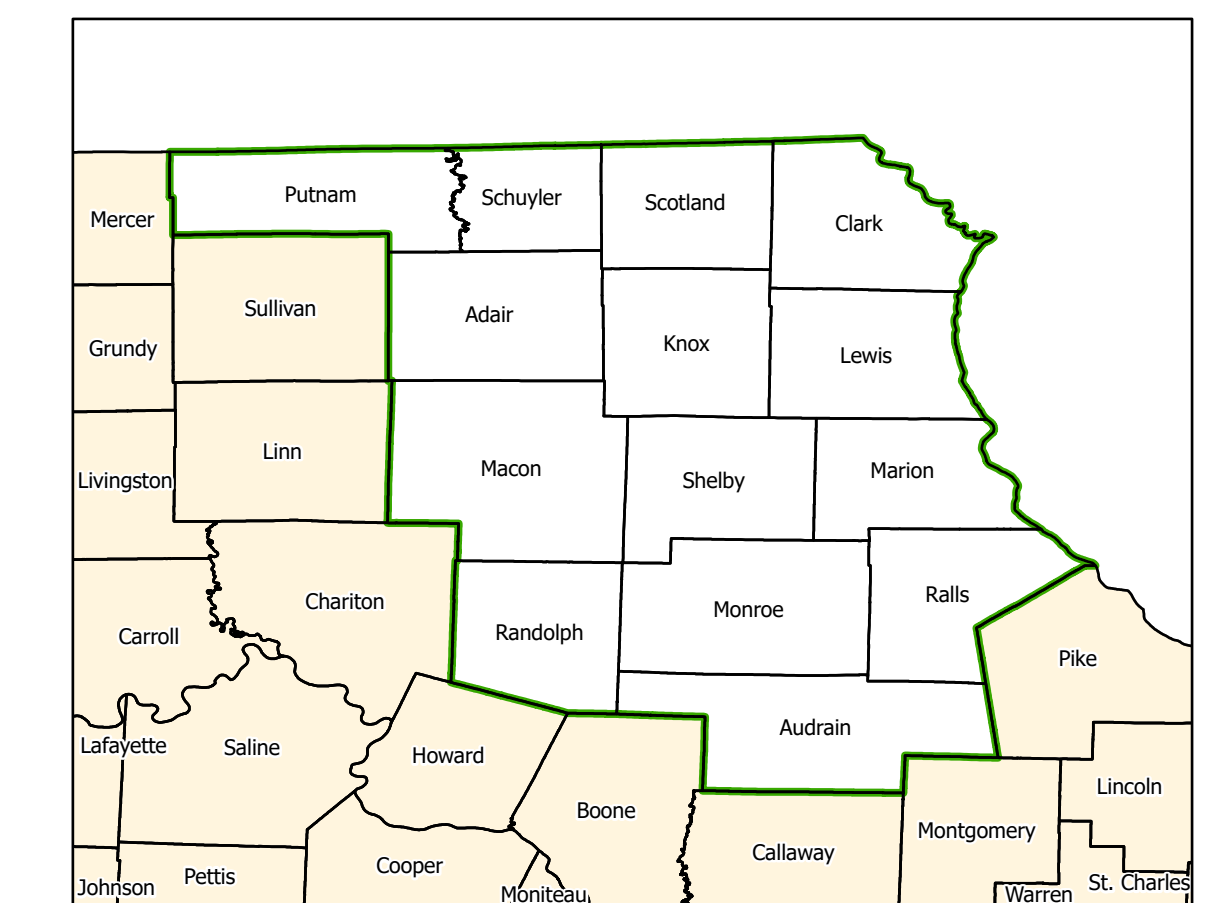 Putnam
Schuyler
Scotland
Clark
Mercer
Sullivan
Adair
Knox
Lewis
Grundy
Linn
Macon
Shelby
Marion
Livingston
Chariton
Randolph
Monroe
Ralls
Carroll
Pike
Audrain
Lafayette
Saline
Howard
Lincoln
Boone
Montgomery
Callaway
Cooper
Pettis
Johnson
Moniteau
Warren
St. Charles